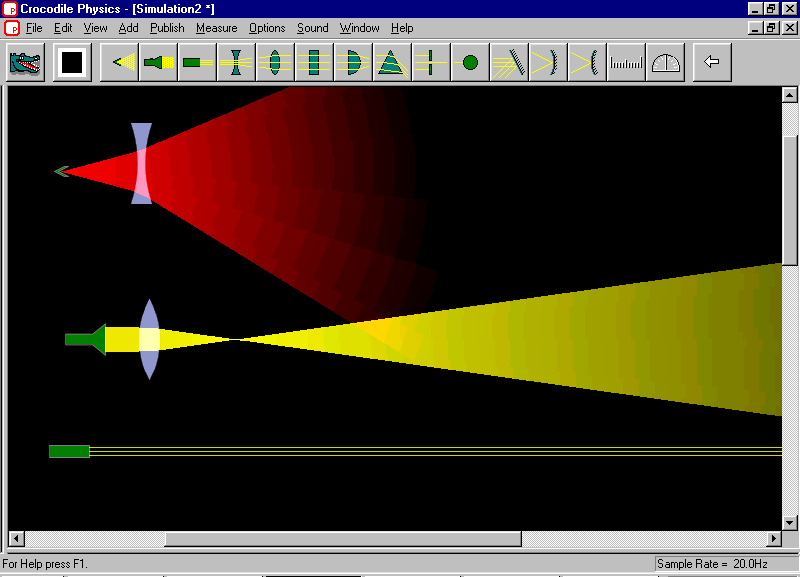 Crocodile Physics - [Simulation2 *]
File Edit View Add Publish Measure Options Sound Window Help
For Help press F1.
Sample Rate = 20.0Hz